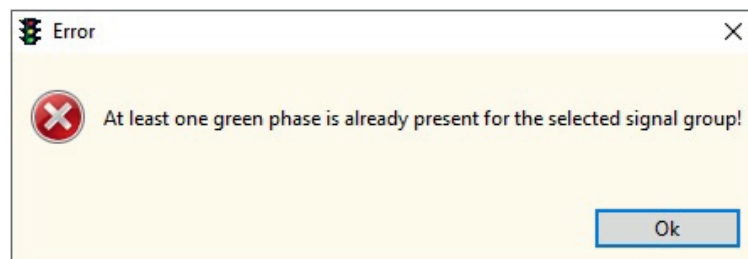 Error
At least one green phase is already present for the selected signal group!
Ok